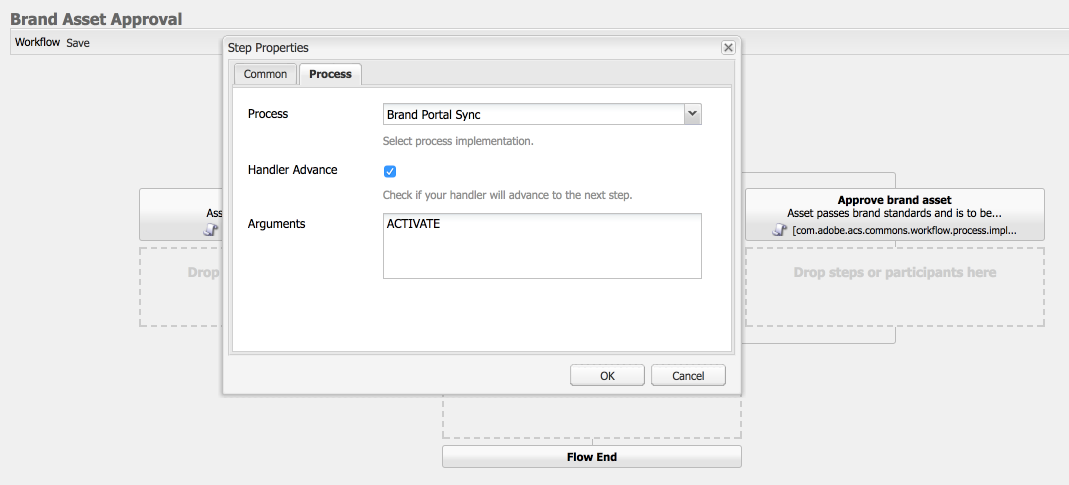 Brand Asset Approval
Workflow Save
Step Properties
Common Process
Process Brand Portal Sync
Select process implementation.
Handler Advance
Check if your handler will advance to the next step.
Arguments ACTIVATE
OK Cancel
Ass
Drop
Approve brand asset
Asset passes brand standards and is to be...
[com.adobe.acs.commons.workflow.process.impl...
Drop steps or participants here
Flow End